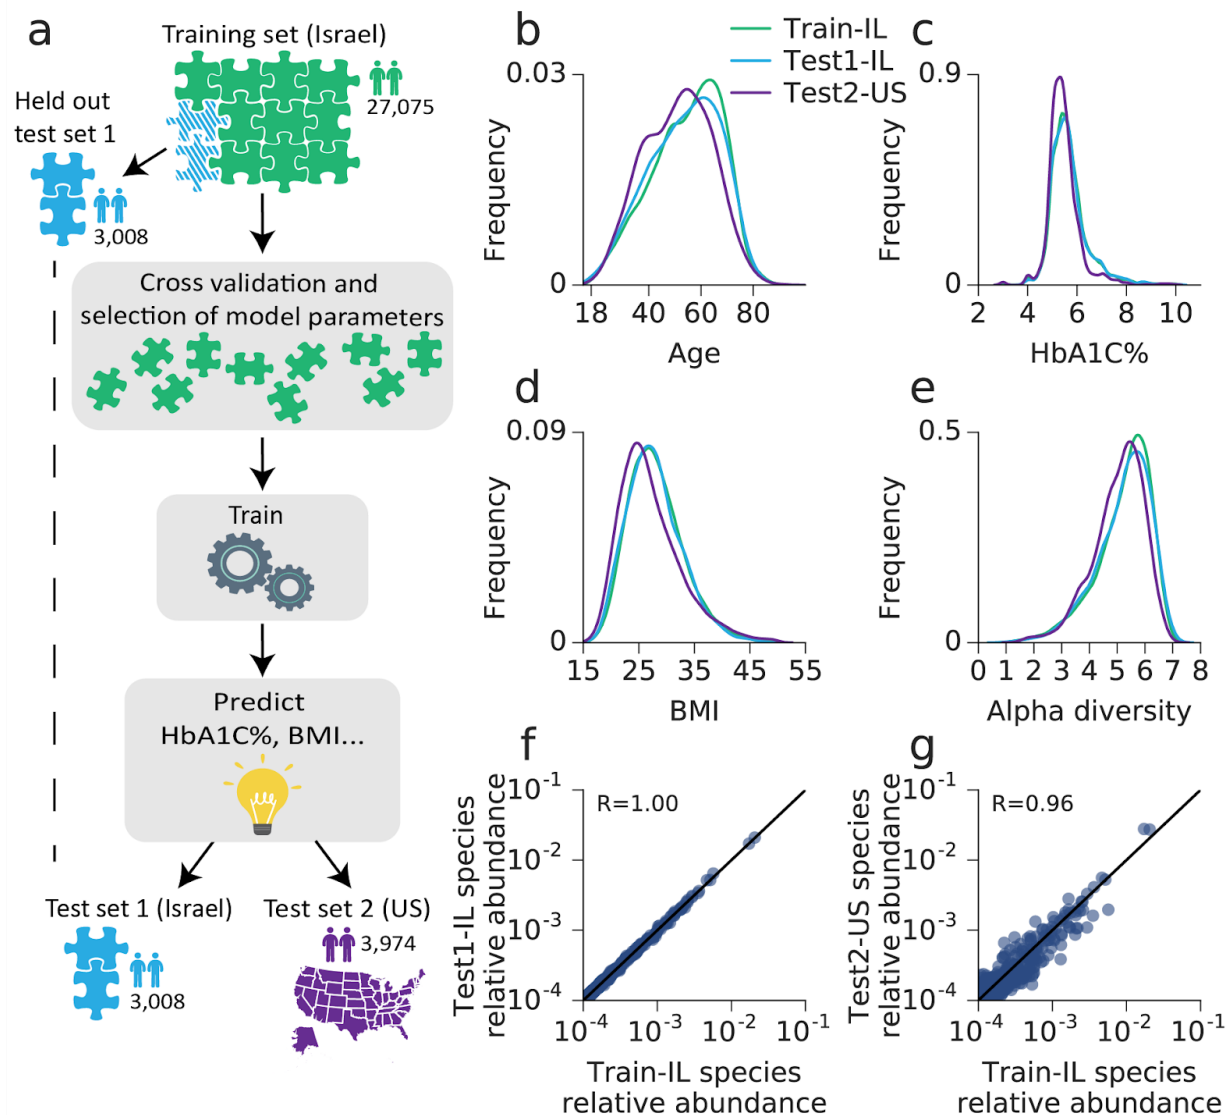 a
Training set (Israel)
27,075
Held out
test set 1
3,008
Cross validation and
selection of model parameters
Train
Predict
HbA1C%, BMI...
Test set 1 (Israel)
3,008
Test set 2 (US)
3,974
b
Train-IL
Test1-IL
Test2-US
Frequency
0.03
0
18 40 60 80
Age
c
Frequency
0.9
0
2 4 6 8 10
HbA1C%
d
Frequency
0.09
0
15 25 35 45 55
BMI
e
Frequency
0.5
0
0 1 2 3 4 5 6 7 8
Alpha diversity
f
R=1.00
Test1-IL species
relative abundance
10⁻¹
10⁻²
10⁻³
10⁻⁴
10⁻⁴ 10⁻³ 10⁻² 10⁻¹
Train-IL species
relative abundance
g
R=0.96
Test2-US species
relative abundance
10⁻¹
10⁻²
10⁻³
10⁻⁴
10⁻⁴ 10⁻³ 10⁻² 10⁻¹
Train-IL species
relative abundance